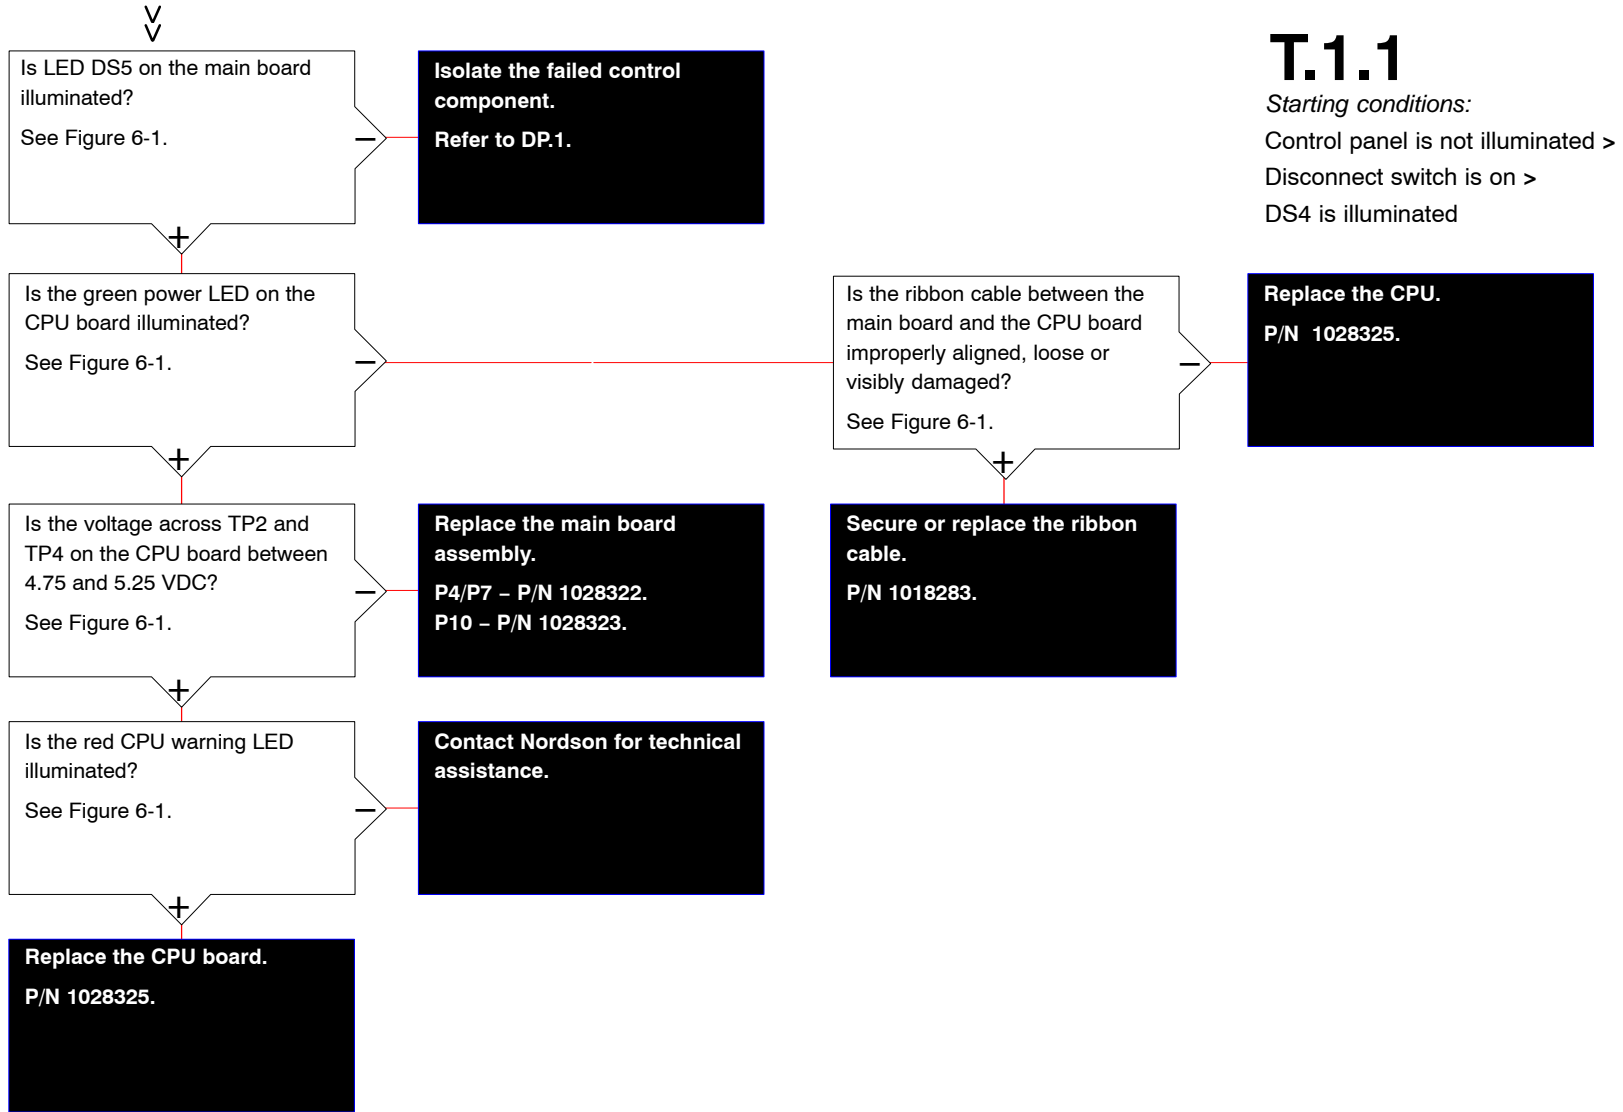 T.1.1
Starting conditions:
Control panel is not illuminated >
Disconnect switch is on >
DS4 is illuminated
Is LED DS5 on the main board
illuminated?
See Figure 6-1.
−
+
Isolate the failed control
component.
Refer to DP.1.
Is the green power LED on the
CPU board illuminated?
See Figure 6-1.
−
+
Is the ribbon cable between the
main board and the CPU board
improperly aligned, loose or
visibly damaged?
See Figure 6-1.
−
+
Replace the CPU.
P/N 1028325.
Is the voltage across TP2 and
TP4 on the CPU board between
4.75 and 5.25 VDC?
See Figure 6-1.
−
+
Replace the main board
assembly.
P4/P7 − P/N 1028322.
P10 − P/N 1028323.
Secure or replace the ribbon
cable.
P/N 1018283.
Is the red CPU warning LED
illuminated?
See Figure 6-1.
−
+
Contact Nordson for technical
assistance.
Replace the CPU board.
P/N 1028325.